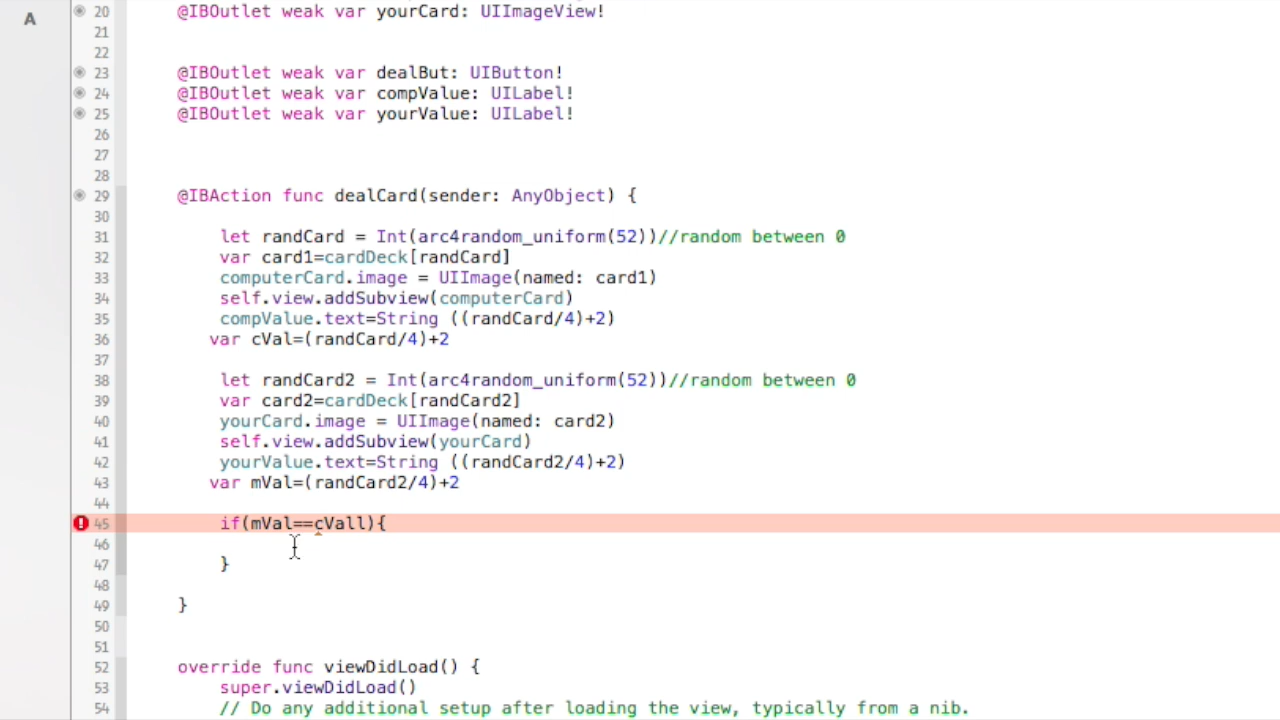 A
20 @IBOutlet weak var yourCard: UIImageView!
21
22
23 @IBOutlet weak var dealBut: UIButton!
24 @IBOutlet weak var compValue: UILabel!
25 @IBOutlet weak var yourValue: UILabel!
26
27
28
29 @IBAction func dealCard(sender: AnyObject) {
30
31 let randCard = Int(arc4random_uniform(52))//random between 0
32 var card1=cardDeck[randCard]
33 computerCard.image = UIImage(named: card1)
34 self.view.addSubview(computerCard)
35 compValue.text=String ((randCard/4)+2)
36 var cVal=(randCard/4)+2
37
38 let randCard2 = Int(arc4random_uniform(52))//random between 0
39 var card2=cardDeck[randCard2]
40 yourCard.image = UIImage(named: card2)
41 self.view.addSubview(yourCard)
42 yourValue.text=String ((randCard2/4)+2)
43 var mVal=(randCard2/4)+2
44
45 if(mVal==cVall){
46
47 }
48
49 }
50
51
52 override func viewDidLoad() {
53 super.viewDidLoad()
54 // Do any additional setup after loading the view, typically from a nib.